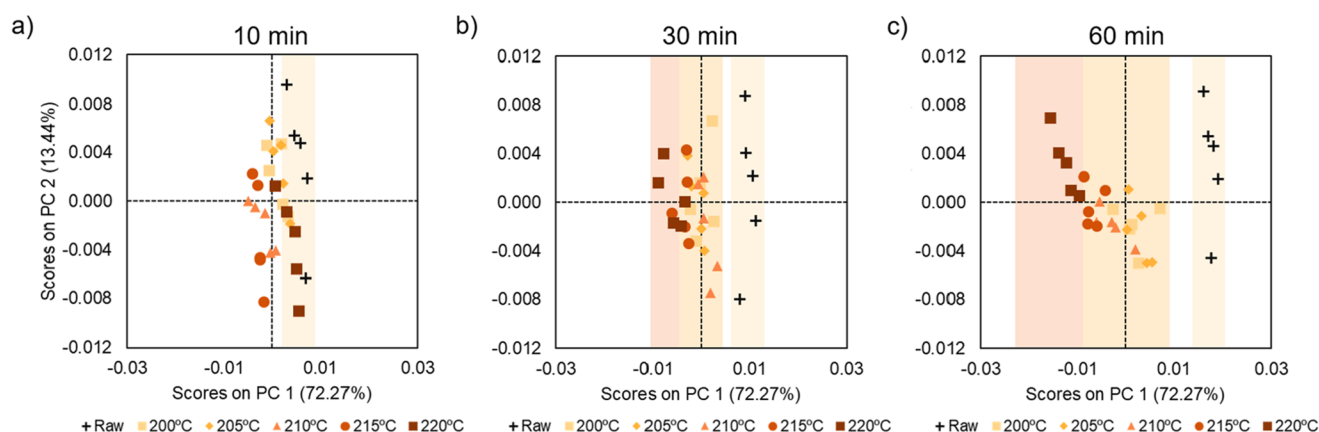 a) 10 min
b) 30 min
c) 60 min
Scores on PC 2 (13.44%)
0.012
0.008
0.004
0.000
-0.004
-0.008
-0.012
-0.03 -0.01 0.01 0.03
Scores on PC 1 (72.27%)
+ Raw 200ºC 205ºC 210ºC 215ºC 220ºC
0.012
0.008
0.004
0.000
-0.004
-0.008
-0.012
-0.03 -0.01 0.01 0.03
Scores on PC 1 (72.27%)
+ Raw 200ºC 205ºC 210ºC 215ºC 220ºC
0.012
0.008
0.004
0.000
-0.004
-0.008
-0.012
-0.03 -0.01 0.01 0.03
Scores on PC 1 (72.27%)
+ Raw 200ºC 205ºC 210ºC 215ºC 220ºC